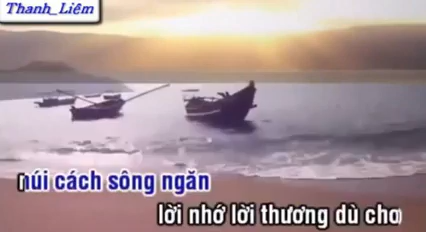 Thanh_Liêm
núi cách sông ngăn
lời nhớ lời thương dù cho